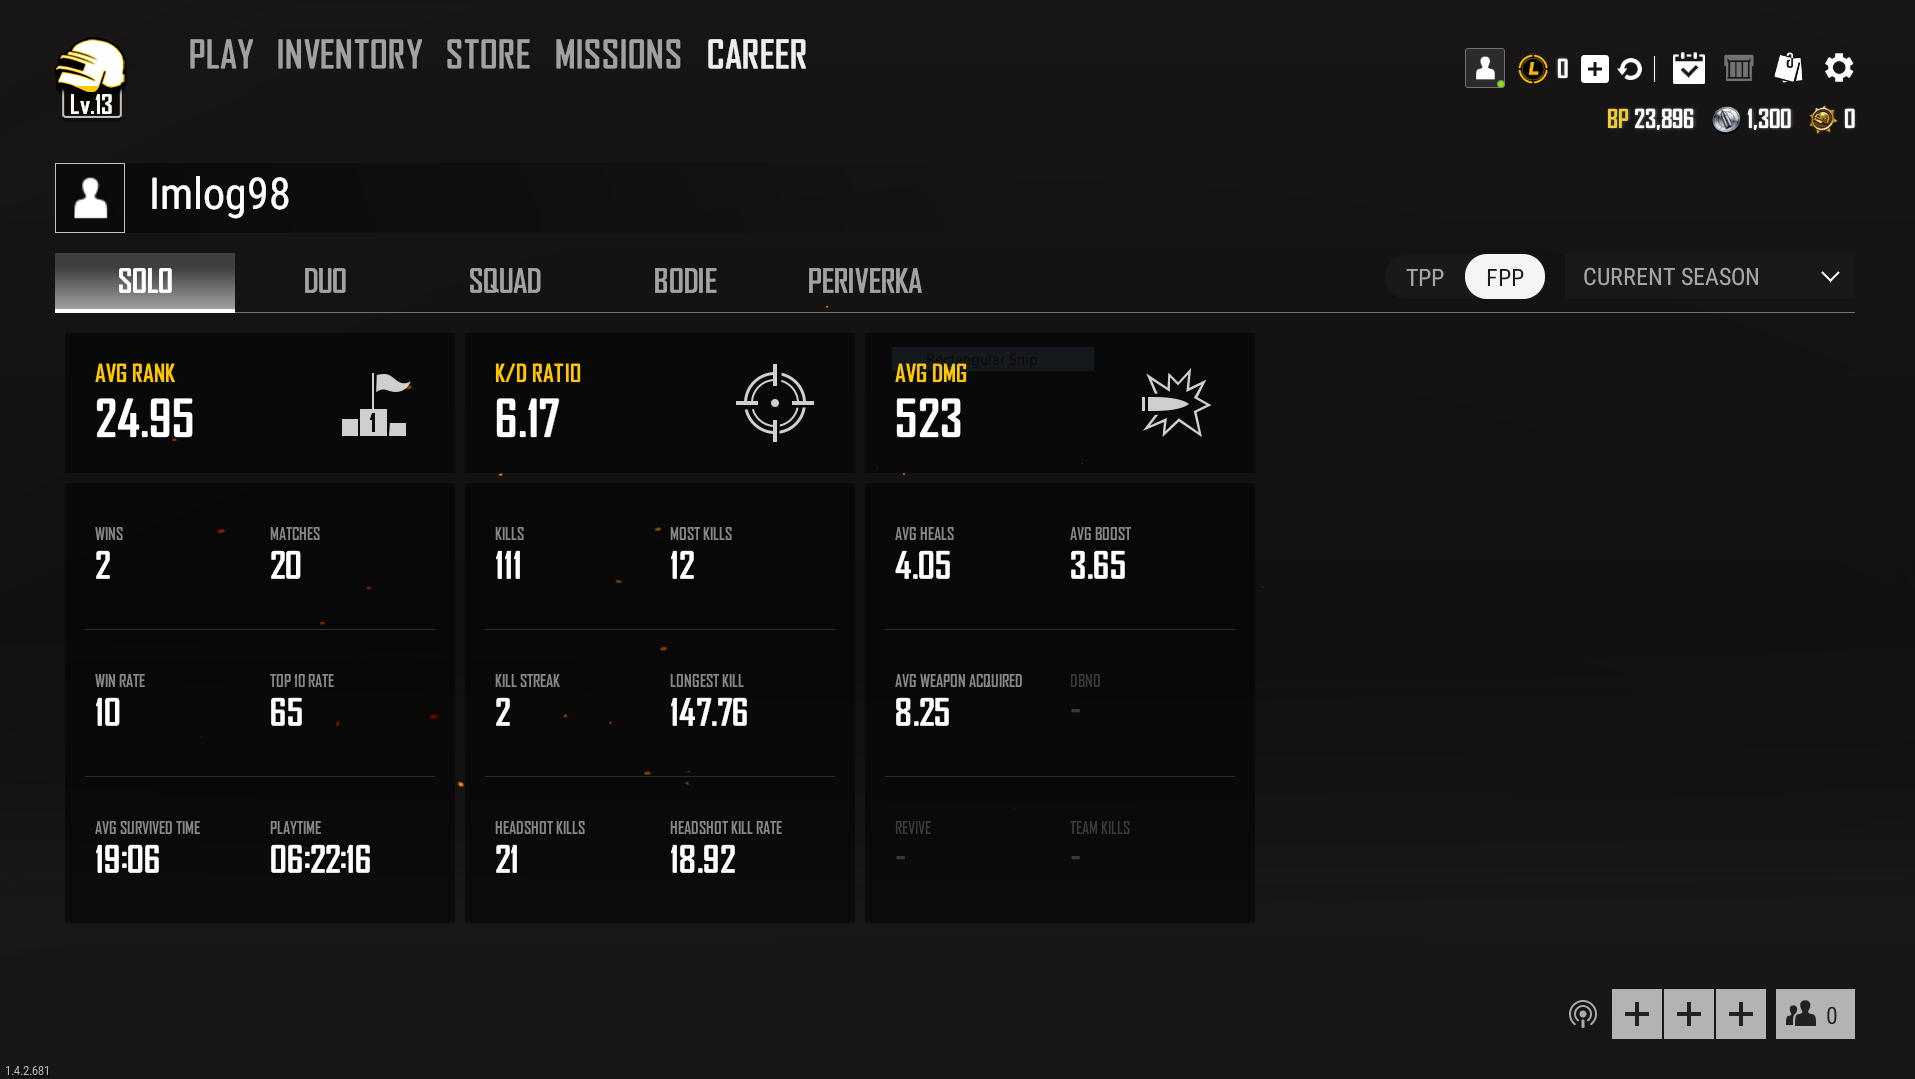 PLAY INVENTORY STORE MISSIONS CAREER
Lv.13
L 0
BP 23,896 1,300 0
Imlog98
SOLO DUO SQUAD BODIE PERIVERKA
TPP FPP CURRENT SEASON
AVG RANK
24.95
1
K/D RATIO
6.17
Rectangular Snip
AVG DMG
523
WINS MATCHES
2 20
WIN RATE TOP 10 RATE
10 65
AVG SURVIVED TIME PLAYTIME
19:06 06:22:16
KILLS MOST KILLS
111 12
KILL STREAK LONGEST KILL
2 147.76
HEADSHOT KILLS HEADSHOT KILL RATE
21 18.92
AVG HEALS AVG BOOST
4.05 3.65
AVG WEAPON ACQUIRED DBNO
8.25 -
REVIVE TEAM KILLS
- -
0
1.4.2.681